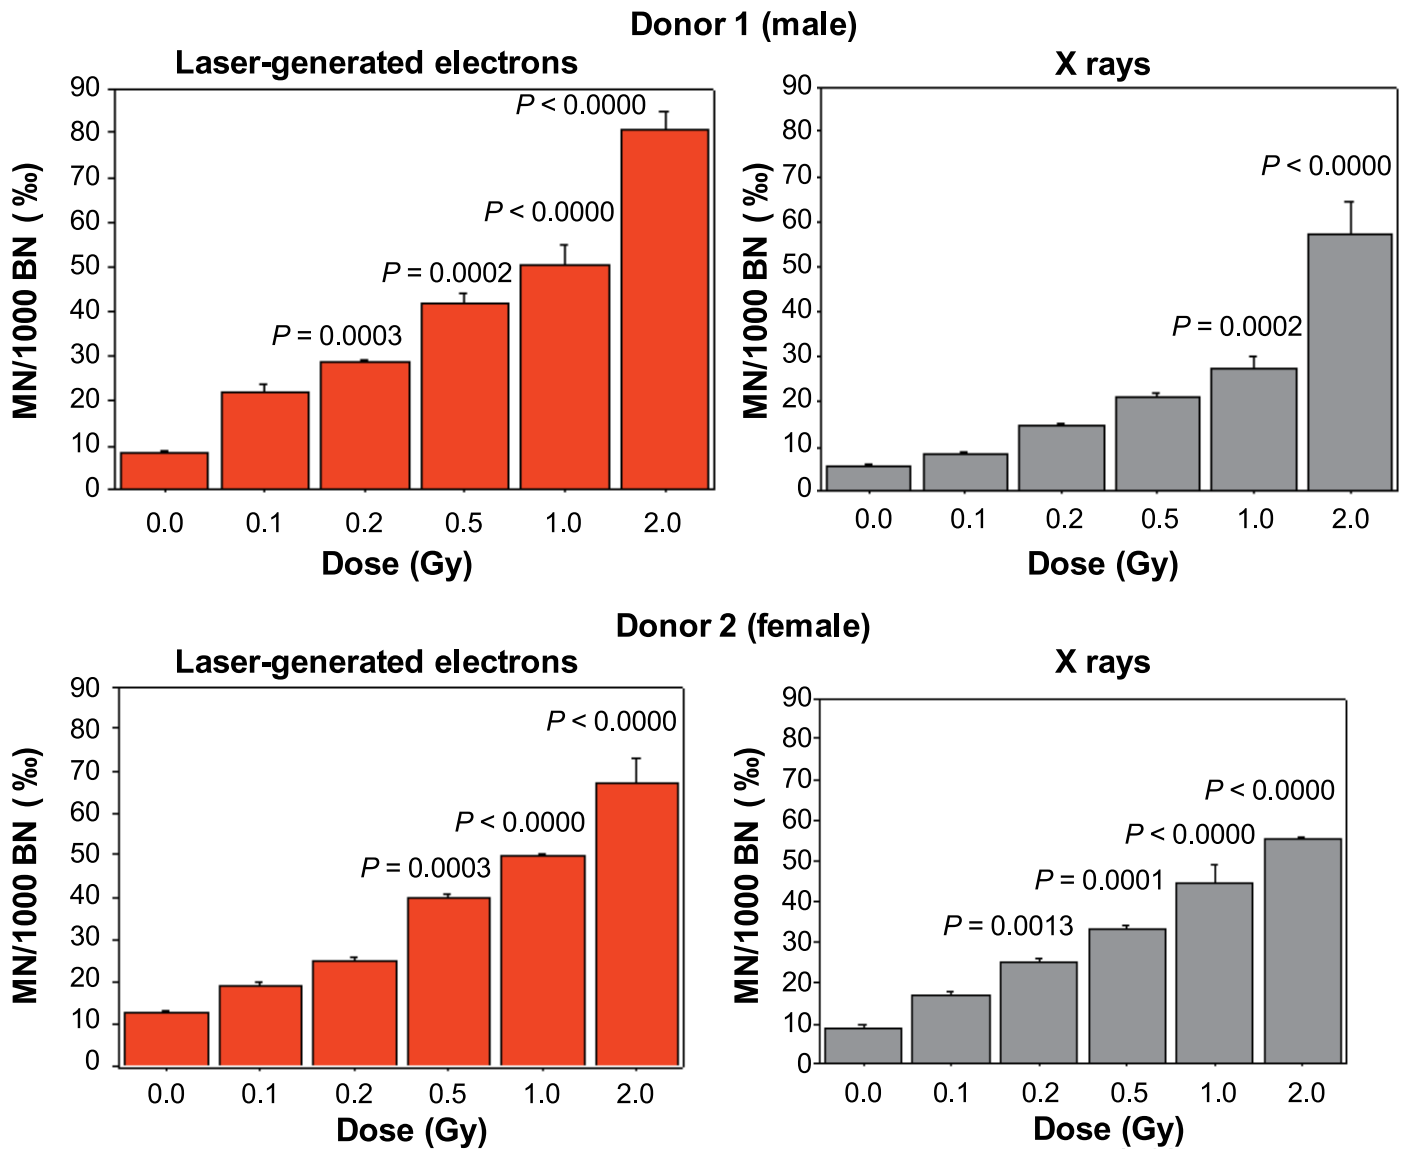 Donor 1 (male)
Laser-generated electrons
MN/1000 BN ( ‰)
90
80
70
60
50
40
30
20
10
0
P < 0.0000
P < 0.0000
P = 0.0002
P = 0.0003
0.0 0.1 0.2 0.5 1.0 2.0
Dose (Gy)
X rays
MN/1000 BN ( ‰)
90
80
70
60
50
40
30
20
10
0
P < 0.0000
P = 0.0002
0.0 0.1 0.2 0.5 1.0 2.0
Dose (Gy)
Donor 2 (female)
Laser-generated electrons
MN/1000 BN ( ‰)
90
80
70
60
50
40
30
20
10
0
P < 0.0000
P < 0.0000
P = 0.0003
0.0 0.1 0.2 0.5 1.0 2.0
Dose (Gy)
X rays
MN/1000 BN ( ‰)
90
80
70
60
50
40
30
20
10
0
P < 0.0000
P < 0.0000
P = 0.0001
P = 0.0013
0.0 0.1 0.2 0.5 1.0 2.0
Dose (Gy)